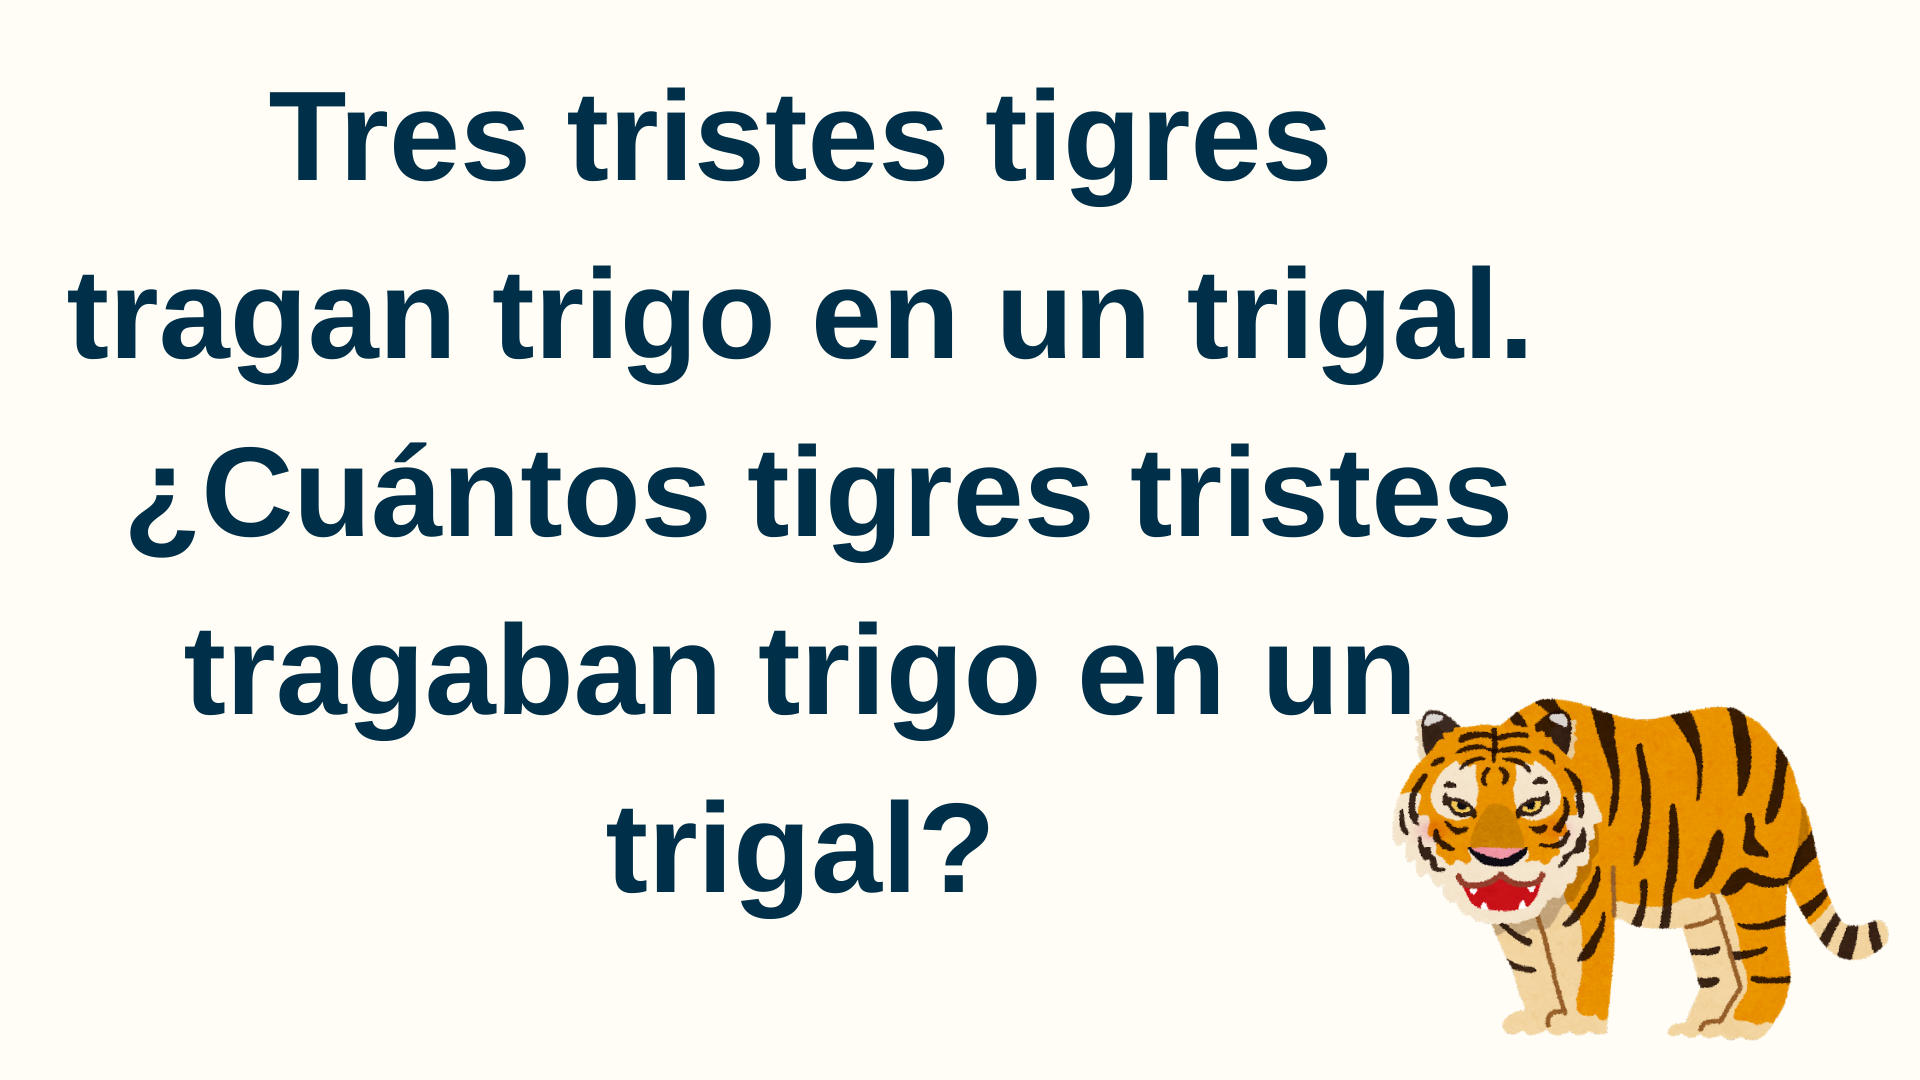 Tres tristes tigres
tragan trigo en un trigal.
¿Cuántos tigres tristes
tragaban trigo en un
trigal?